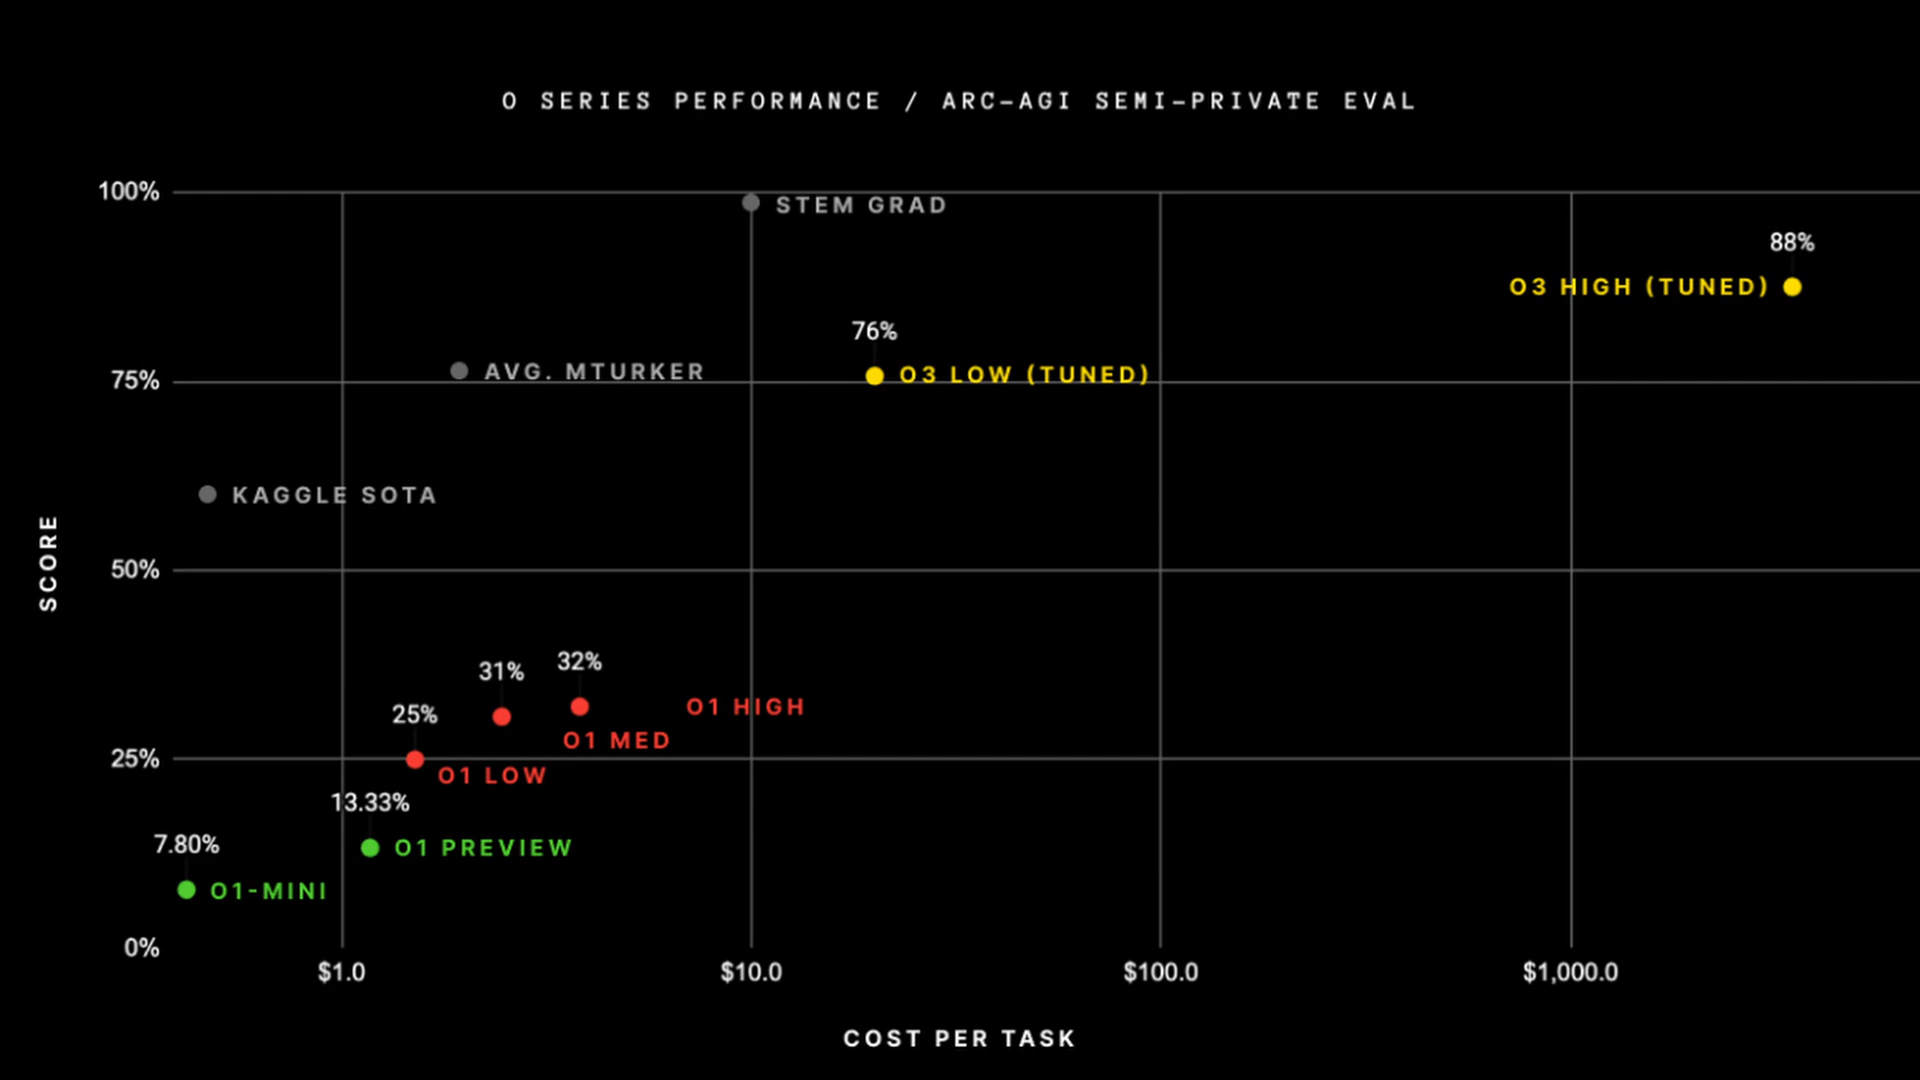 O SERIES PERFORMANCE / ARC-AGI SEMI-PRIVATE EVAL
100%
STEM GRAD
88%
O3 HIGH (TUNED)
76%
AVG. MTURKER
O3 LOW (TUNED)
75%
KAGGLE SOTA
SCORE
50%
32%
31%
O1 HIGH
25%
O1 MED
25%
O1 LOW
13.33%
7.80%
O1 PREVIEW
O1-MINI
0%
$1.0
$10.0
$100.0
$1,000.0
COST PER TASK